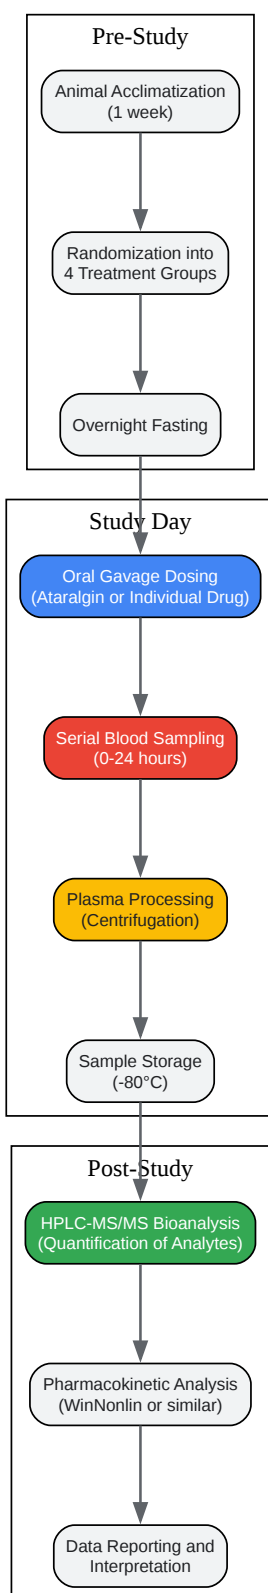 Pre-Study
Animal Acclimatization
(1 week)
Randomization into
4 Treatment Groups
Overnight Fasting
Study Day
Oral Gavage Dosing
(Ataralgin or Individual Drug)
Serial Blood Sampling
(0-24 hours)
Plasma Processing
(Centrifugation)
Sample Storage
(-80°C)
Post-Study
HPLC-MS/MS Bioanalysis
(Quantification of Analytes)
Pharmacokinetic Analysis
(WinNonlin or similar)
Data Reporting and
Interpretation